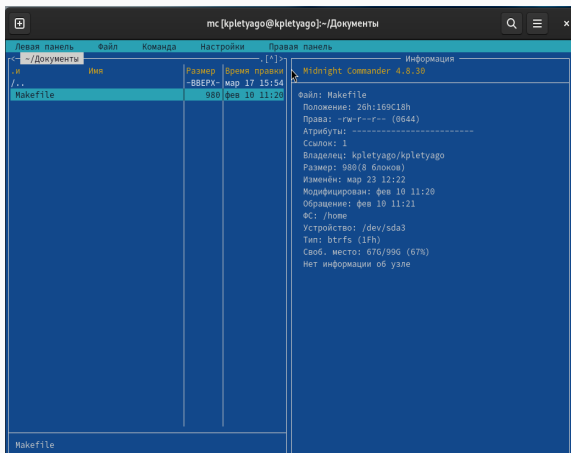 mc [kpletyago@kpletyago]:~/Документы
Левая панель Файл Команда Настройки Правая панель
<- ~/Документы .[^]>
.и Имя Размер Время правки
/.. -ВВЕРХ- мар 17 15:54
Makefile 980 фев 10 11:20
Makefile
Информация
Midnight Commander 4.8.30
Файл: Makefile
Положение: 26h:169C18h
Права: -rw-r--r-- (0644)
Атрибуты: ------------------------
Ссылок: 1
Владелец: kpletyago/kpletyago
Размер: 980(8 блоков)
Изменён: мар 23 12:22
Модифицирован: фев 10 11:20
Обращение: фев 10 11:21
ФС: /home
Устройство: /dev/sda3
Тип: btrfs (1Fh)
Своб. место: 67G/99G (67%)
Нет информации об узле